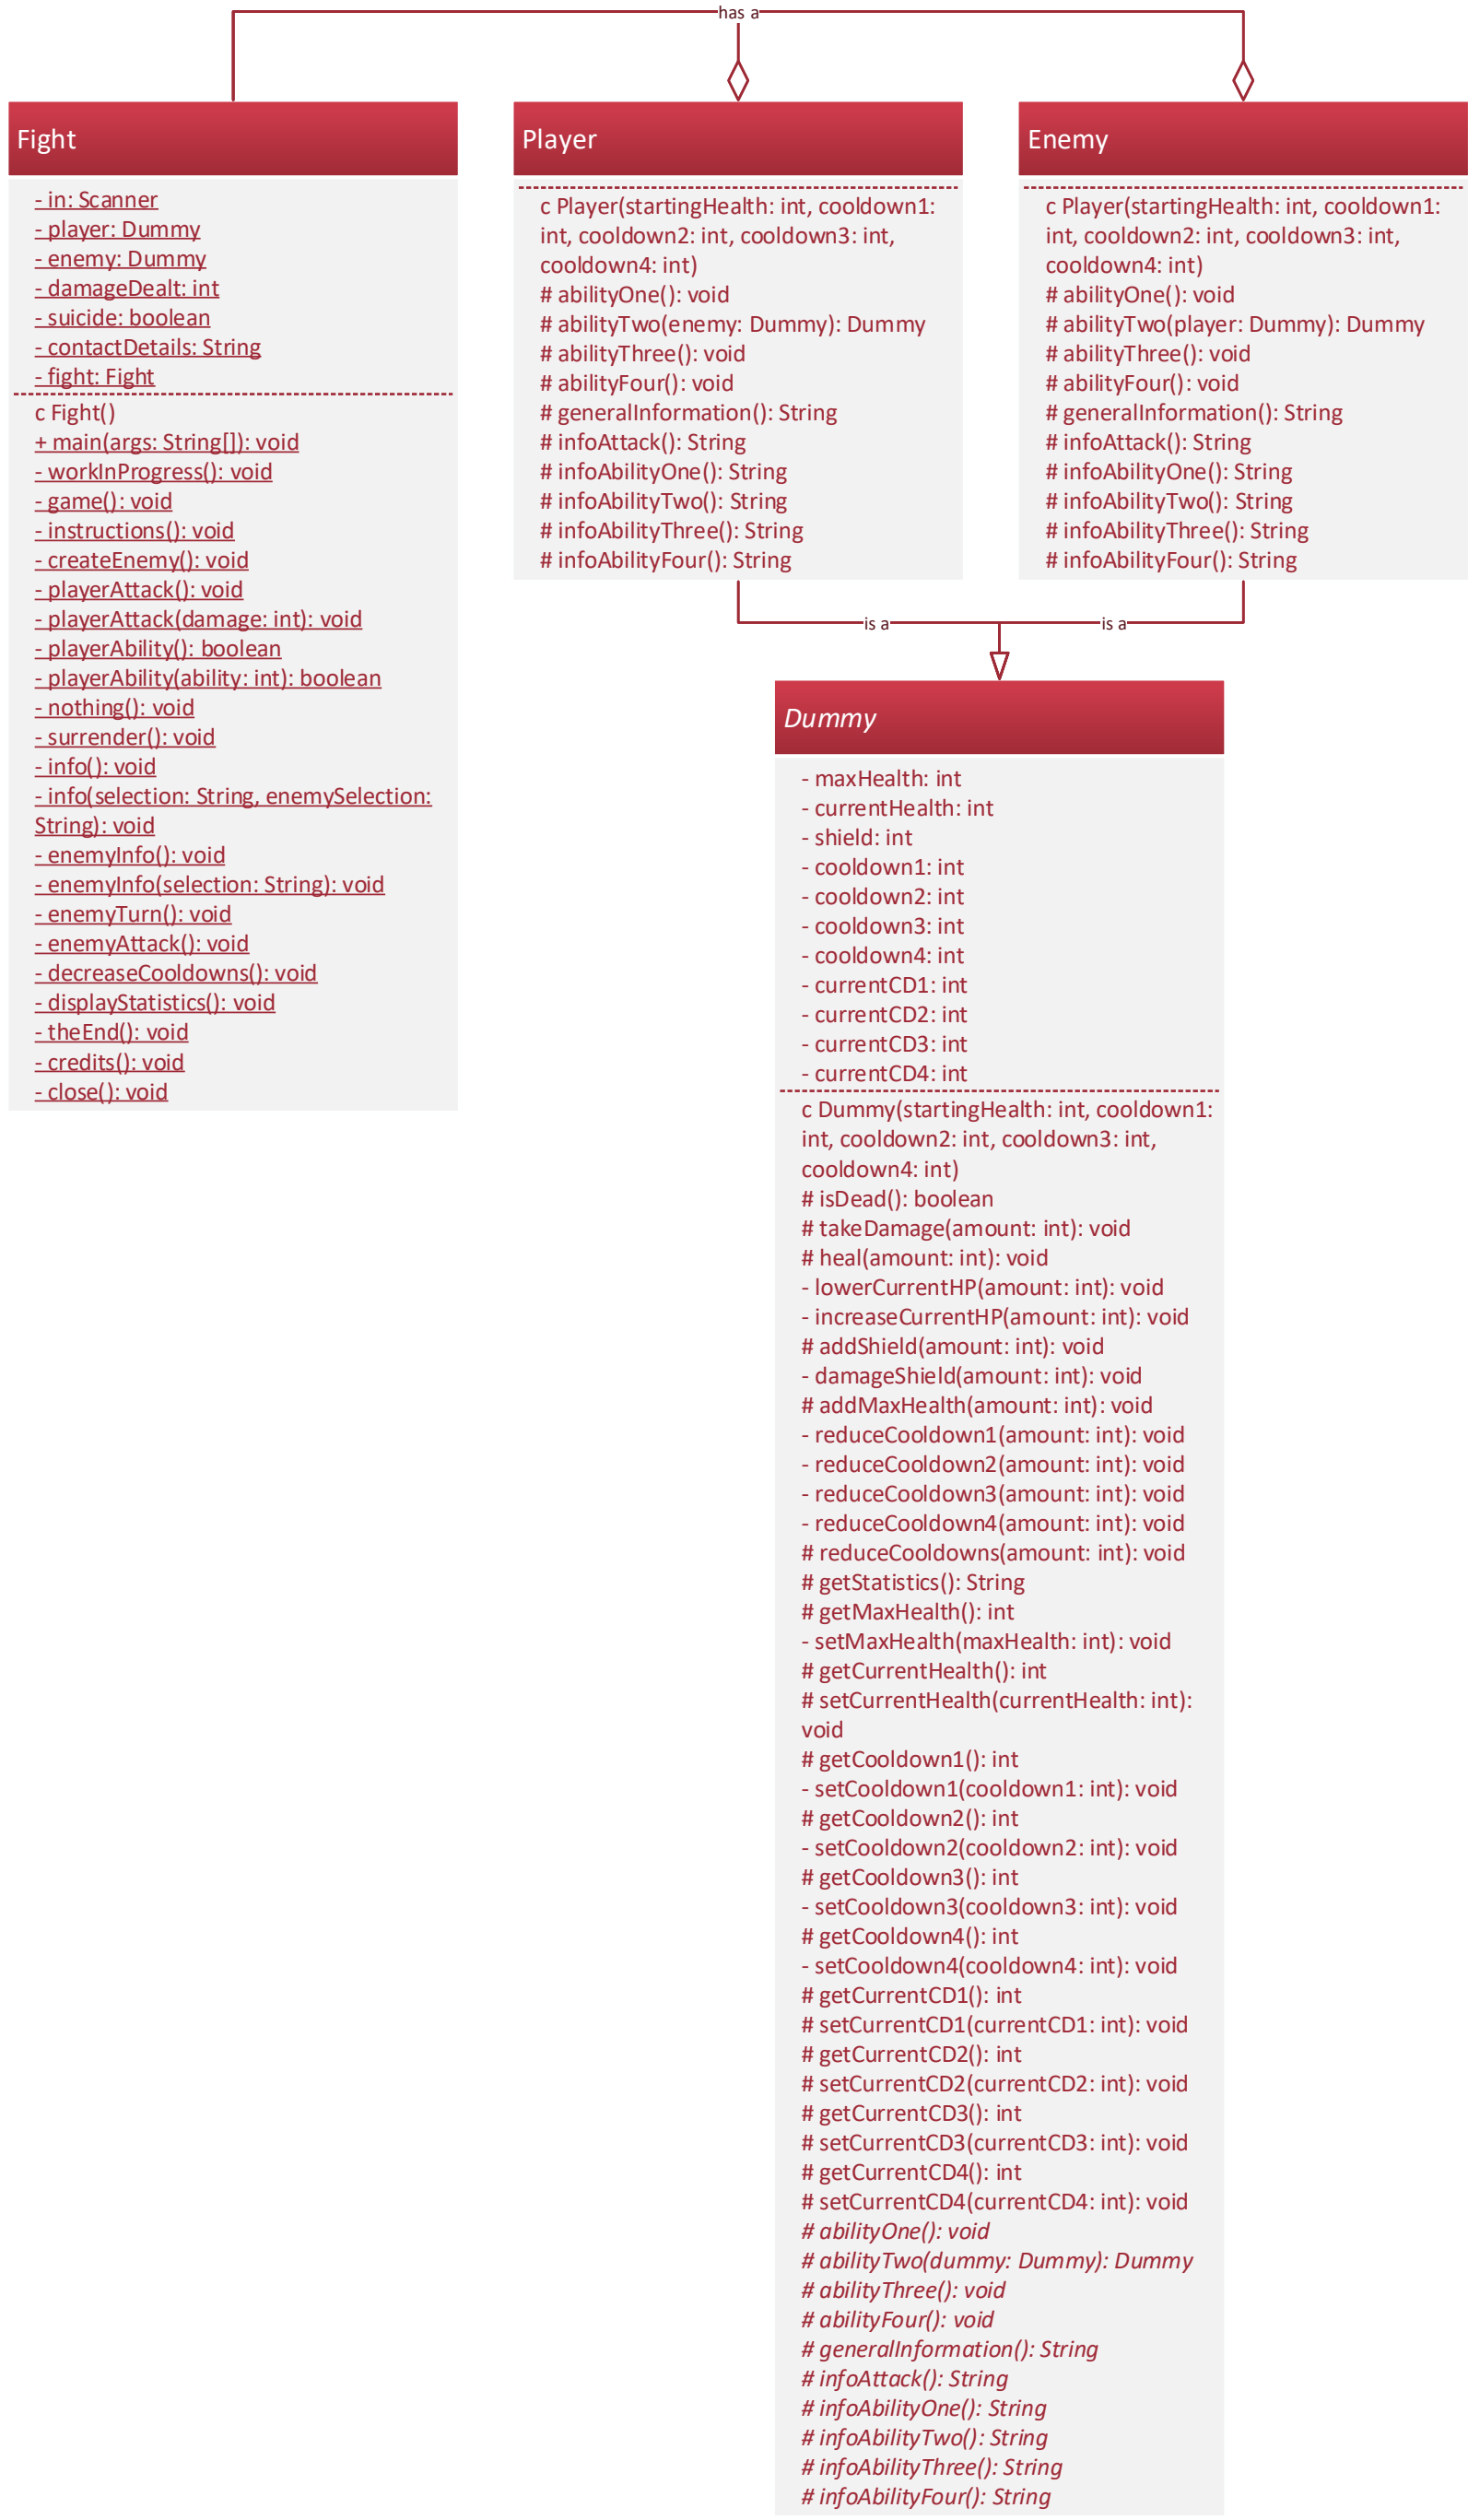 has a
Fight
- in: Scanner
- player: Dummy
- enemy: Dummy
- damageDealt: int
- suicide: boolean
- contactDetails: String
- fight: Fight
c Fight()
+ main(args: String[]): void
- workInProgress(): void
- game(): void
- instructions(): void
- createEnemy(): void
- playerAttack(): void
- playerAttack(damage: int): void
- playerAbility(): boolean
- playerAbility(ability: int): boolean
- nothing(): void
- surrender(): void
- info(): void
- info(selection: String, enemySelection:
String): void
- enemyInfo(): void
- enemyInfo(selection: String): void
- enemyTurn(): void
- enemyAttack(): void
- decreaseCooldowns(): void
- displayStatistics(): void
- theEnd(): void
- credits(): void
- close(): void
Player
c Player(startingHealth: int, cooldown1:
int, cooldown2: int, cooldown3: int,
cooldown4: int)
# abilityOne(): void
# abilityTwo(enemy: Dummy): Dummy
# abilityThree(): void
# abilityFour(): void
# generalInformation(): String
# infoAttack(): String
# infoAbilityOne(): String
# infoAbilityTwo(): String
# infoAbilityThree(): String
# infoAbilityFour(): String
Enemy
c Player(startingHealth: int, cooldown1:
int, cooldown2: int, cooldown3: int,
cooldown4: int)
# abilityOne(): void
# abilityTwo(player: Dummy): Dummy
# abilityThree(): void
# abilityFour(): void
# generalInformation(): String
# infoAttack(): String
# infoAbilityOne(): String
# infoAbilityTwo(): String
# infoAbilityThree(): String
# infoAbilityFour(): String
is a
is a
Dummy
- maxHealth: int
- currentHealth: int
- shield: int
- cooldown1: int
- cooldown2: int
- cooldown3: int
- cooldown4: int
- currentCD1: int
- currentCD2: int
- currentCD3: int
- currentCD4: int
c Dummy(startingHealth: int, cooldown1:
int, cooldown2: int, cooldown3: int,
cooldown4: int)
# isDead(): boolean
# takeDamage(amount: int): void
# heal(amount: int): void
- lowerCurrentHP(amount: int): void
- increaseCurrentHP(amount: int): void
# addShield(amount: int): void
- damageShield(amount: int): void
# addMaxHealth(amount: int): void
- reduceCooldown1(amount: int): void
- reduceCooldown2(amount: int): void
- reduceCooldown3(amount: int): void
- reduceCooldown4(amount: int): void
# reduceCooldowns(amount: int): void
# getStatistics(): String
# getMaxHealth(): int
- setMaxHealth(maxHealth: int): void
# getCurrentHealth(): int
# setCurrentHealth(currentHealth: int):
void
# getCooldown1(): int
- setCooldown1(cooldown1: int): void
# getCooldown2(): int
- setCooldown2(cooldown2: int): void
# getCooldown3(): int
- setCooldown3(cooldown3: int): void
# getCooldown4(): int
- setCooldown4(cooldown4: int): void
# getCurrentCD1(): int
# setCurrentCD1(currentCD1: int): void
# getCurrentCD2(): int
# setCurrentCD2(currentCD2: int): void
# getCurrentCD3(): int
# setCurrentCD3(currentCD3: int): void
# getCurrentCD4(): int
# setCurrentCD4(currentCD4: int): void
# abilityOne(): void
# abilityTwo(dummy: Dummy): Dummy
# abilityThree(): void
# abilityFour(): void
# generalInformation(): String
# infoAttack(): String
# infoAbilityOne(): String
# infoAbilityTwo(): String
# infoAbilityThree(): String
# infoAbilityFour(): String